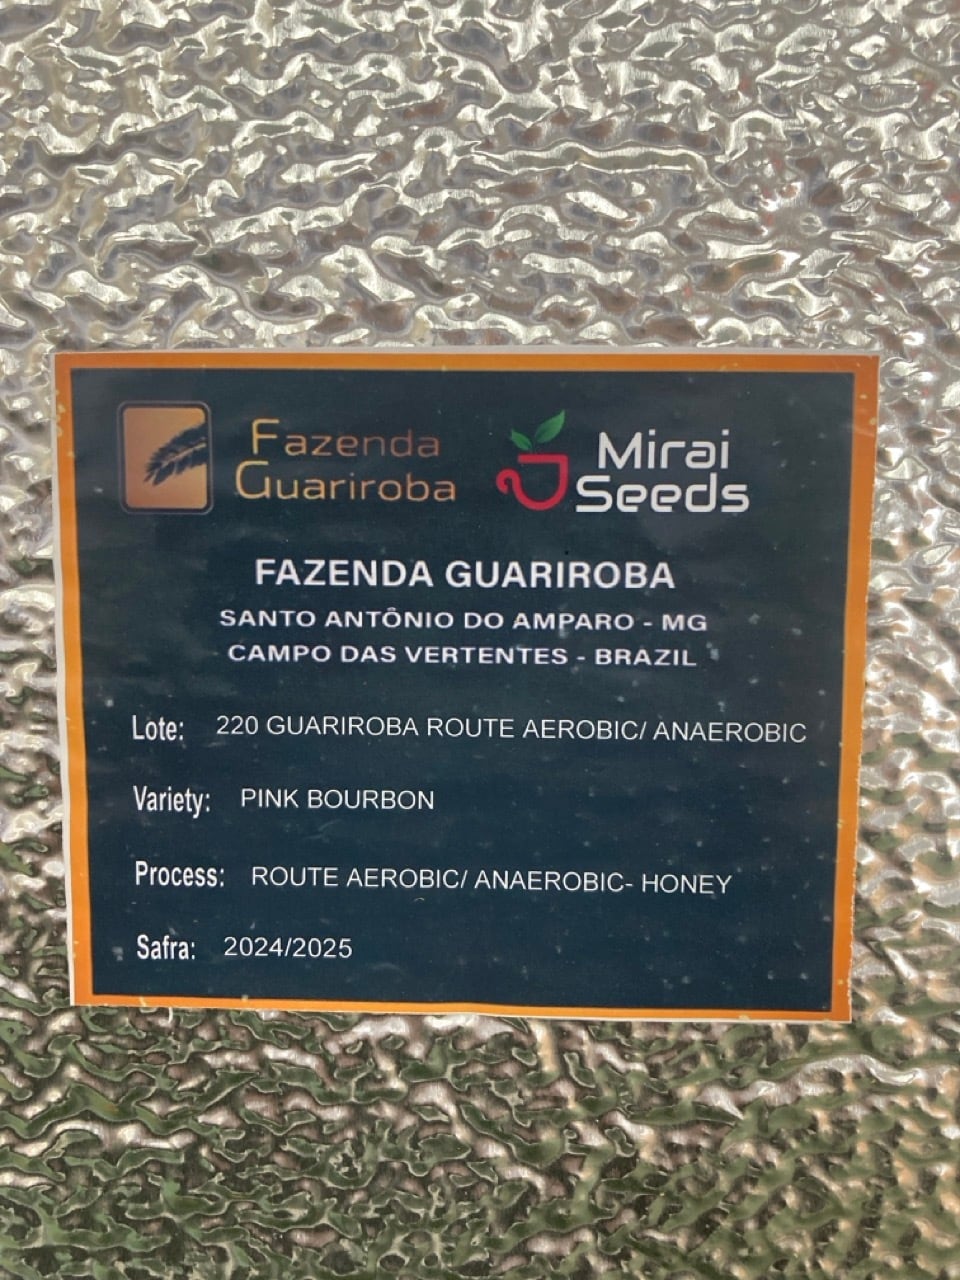 Fazenda
Guariroba
Mirai
Seeds
FAZENDA GUARIROBA
SANTO ANTÔNIO DO AMPARO - MG
CAMPO DAS VERTENTES - BRAZIL
Lote: 220 GUARIROBA ROUTE AEROBIC/ ANAEROBIC
Variety: PINK BOURBON
Process: ROUTE AEROBIC/ ANAEROBIC- HONEY
Safra: 2024/2025